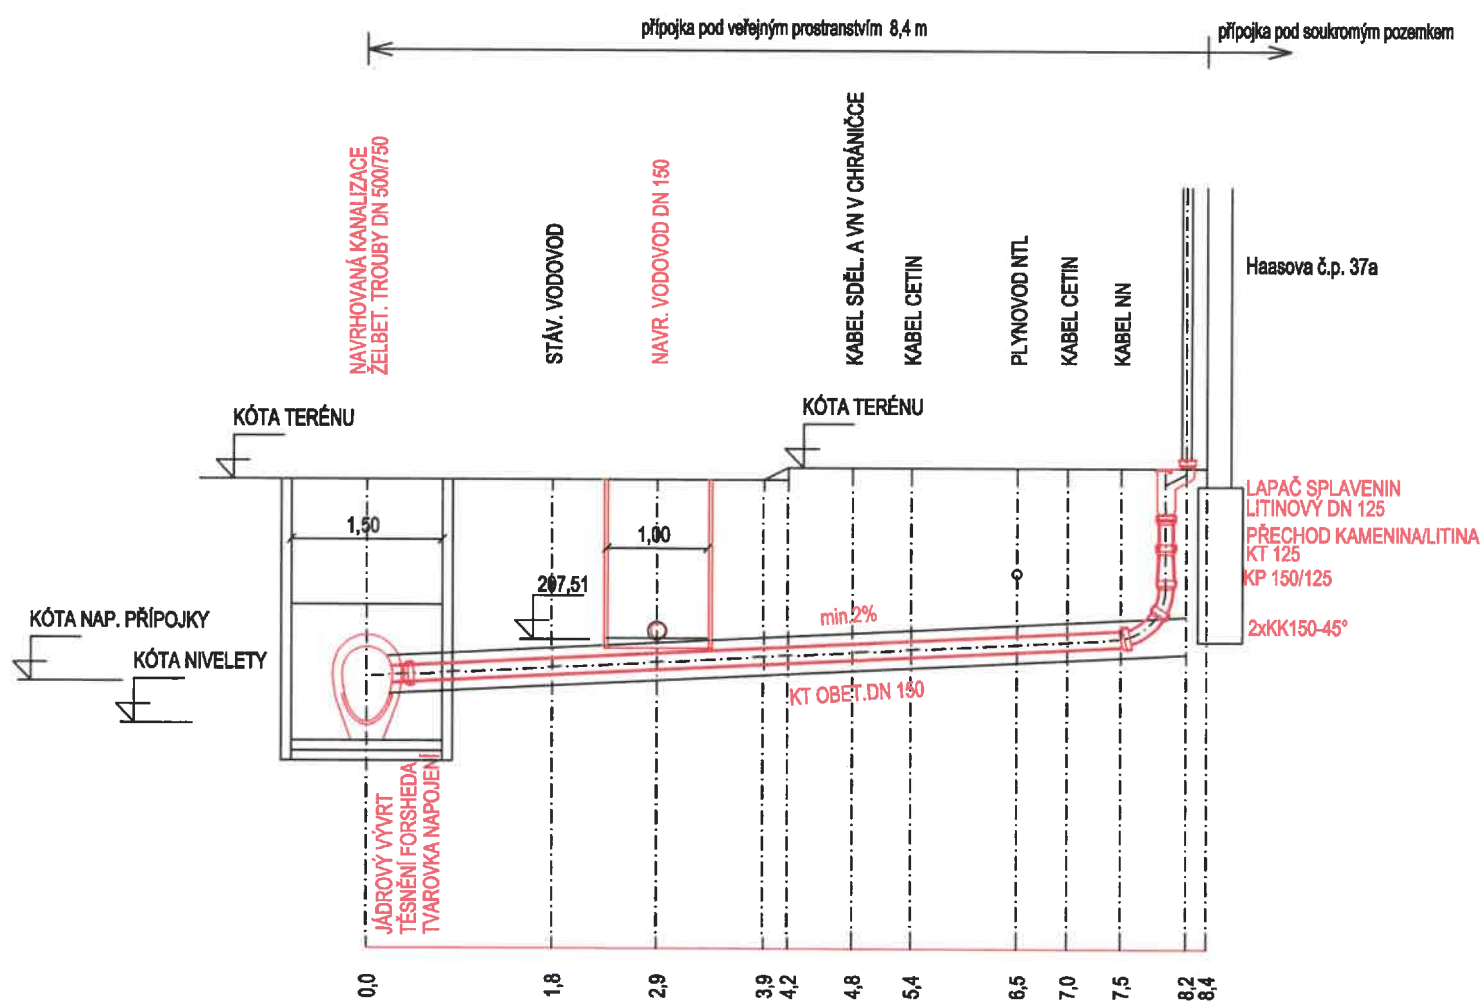 přípojka pod veřejným prostranstvím 8,4 m
přípojka pod soukromým pozemkem
NAVRHOVANÁ KANALIZACE
ŽELBET. TROUBY DN 500/750
STÁV. VODOVOD
NAVR. VODOVOD DN 150
KABEL SDĚL. A VN V CHRÁNIČCE
KABEL CETIN
PLYNOVOD NTL
KABEL CETIN
KABEL NN
Haasova č.p. 37a
KÓTA TERÉNU
KÓTA TERÉNU
LAPAČ SPLAVENIN
LITINOVÝ DN 125
PŘECHOD KAMENINA/LITINA
KT 125
KP 150/125
2xKK150-45°
1,50
1,00
207,51
min.2%
KÓTA NAP. PŘÍPOJKY
KÓTA NIVELETY
KT OBET.DN 150
JÁDROVÝ VÝVRT
TĚSNĚNÍ FORSHEDA
TVAROVKA NAPOJENÍ
0,0
1,8
2,9
3,9
4,2
4,8
5,4
6,5
7,0
7,5
8,2
8,4